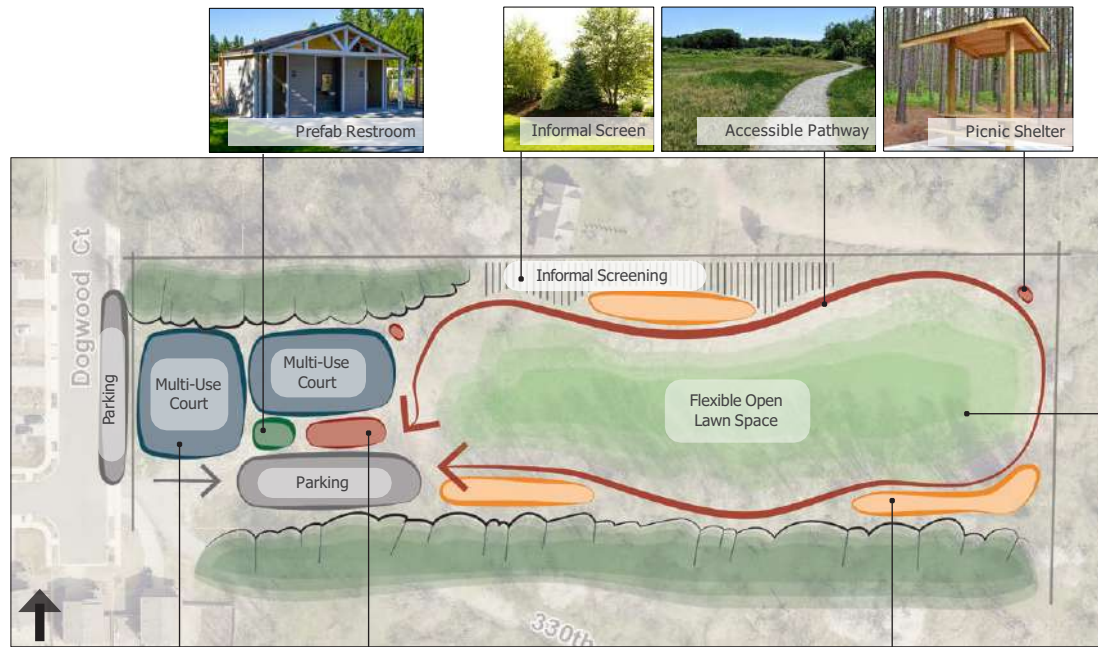 Prefab Restroom
Informal Screen
Accessible Pathway
Picnic Shelter
Dogwood Ct
Informal Screening
Parking
Multi-Use
Court
Multi-Use
Court
Flexible Open
Lawn Space
Parking
330th